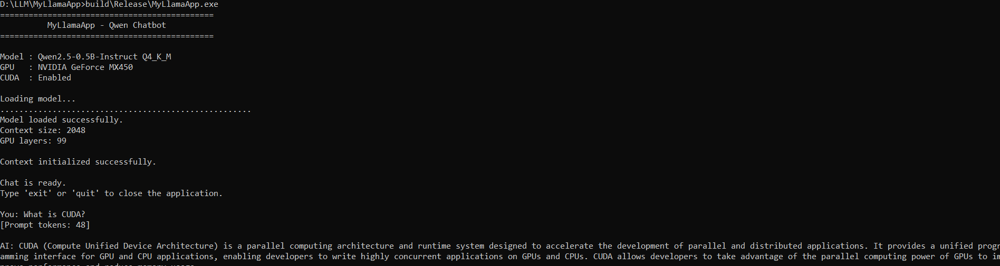 D:\LLM\MyLlamaApp>build\Release\MyLlamaApp.exe
=============================================
          MyLlamaApp - Qwen Chatbot
=============================================
Model : Qwen2.5-0.5B-Instruct Q4_K_M
GPU   : NVIDIA GeForce MX450
CUDA  : Enabled
Loading model...
.....................................................
Model loaded successfully.
Context size: 2048
GPU layers: 99
Context initialized successfully.
Chat is ready.
Type 'exit' or 'quit' to close the application.
You: What is CUDA?
[Prompt tokens: 48]
AI: CUDA (Compute Unified Device Architecture) is a parallel computing architecture and runtime system designed to accelerate the development of parallel and distributed applications. It provides a unified progr
amming interface for GPU and CPU applications, enabling developers to write highly concurrent applications on GPUs and CPUs. CUDA allows developers to take advantage of the parallel computing power of GPUs to im
prove performance and reduce memory usage